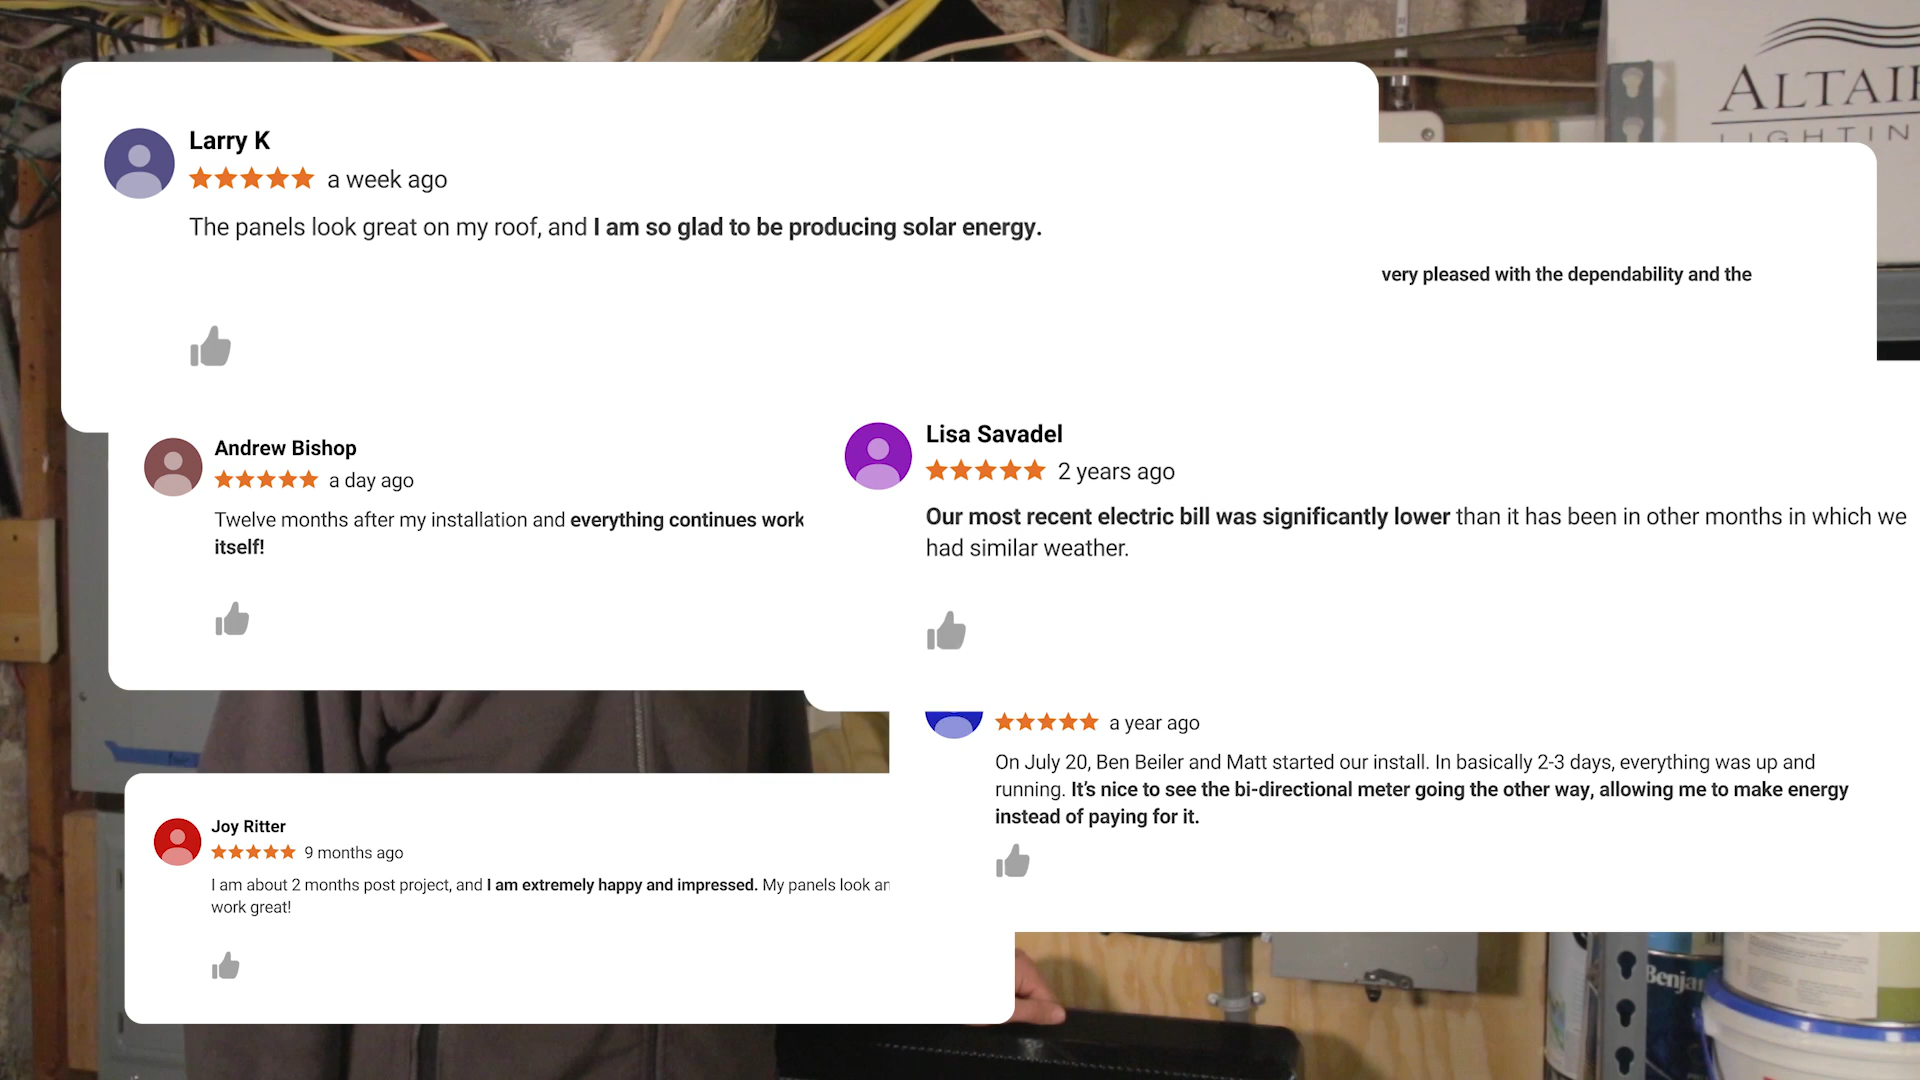 ALTAIR
LIGHTIN
Larry K
a week ago
The panels look great on my roof, and I am so glad to be producing solar energy.
very pleased with the dependability and the
Andrew Bishop
a day ago
Twelve months after my installation and everything continues work
itself!
Lisa Savadel
2 years ago
Our most recent electric bill was significantly lower than it has been in other months in which we
had similar weather.
a year ago
On July 20, Ben Beiler and Matt started our install. In basically 2-3 days, everything was up and
running. It's nice to see the bi-directional meter going the other way, allowing me to make energy
instead of paying for it.
Joy Ritter
9 months ago
I am about 2 months post project, and I am extremely happy and impressed. My panels look an
work great!
Benja